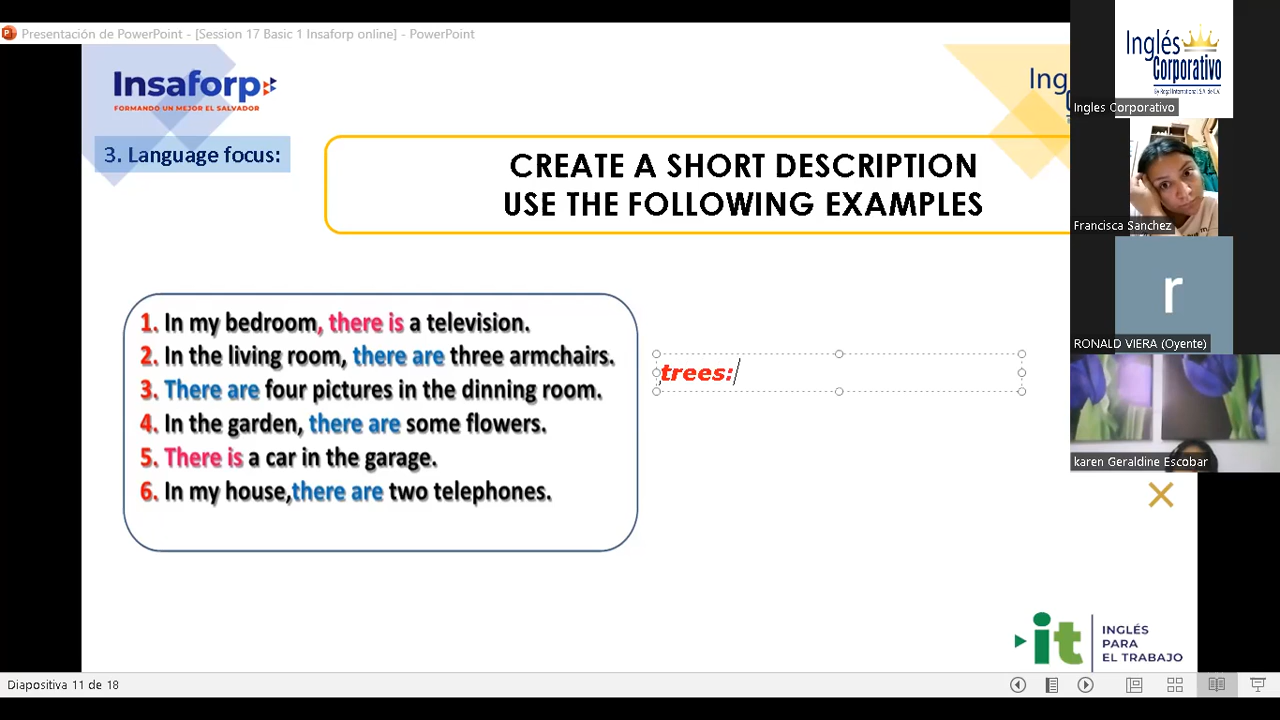 Presentación de PowerPoint - [Session 17 Basic 1 Insaforp online] - PowerPoint
Insaforp
FORMANDO UN MEJOR EL SALVADOR
Ing
3. Language focus:
CREATE A SHORT DESCRIPTION
USE THE FOLLOWING EXAMPLES
1. In my bedroom, there is a television.
2. In the living room, there are three armchairs.
3. There are four pictures in the dinning room.
4. In the garden, there are some flowers.
5. There is a car in the garage.
6. In my house,there are two telephones.
trees:
it
INGLÉS
PARA
EL TRABAJO
Diapositiva 11 de 18
Inglés
Corporativo
Ingles Corporativo
Francisca Sanchez
r
RONALD VIERA (Oyente)
karen Geraldine Escobar